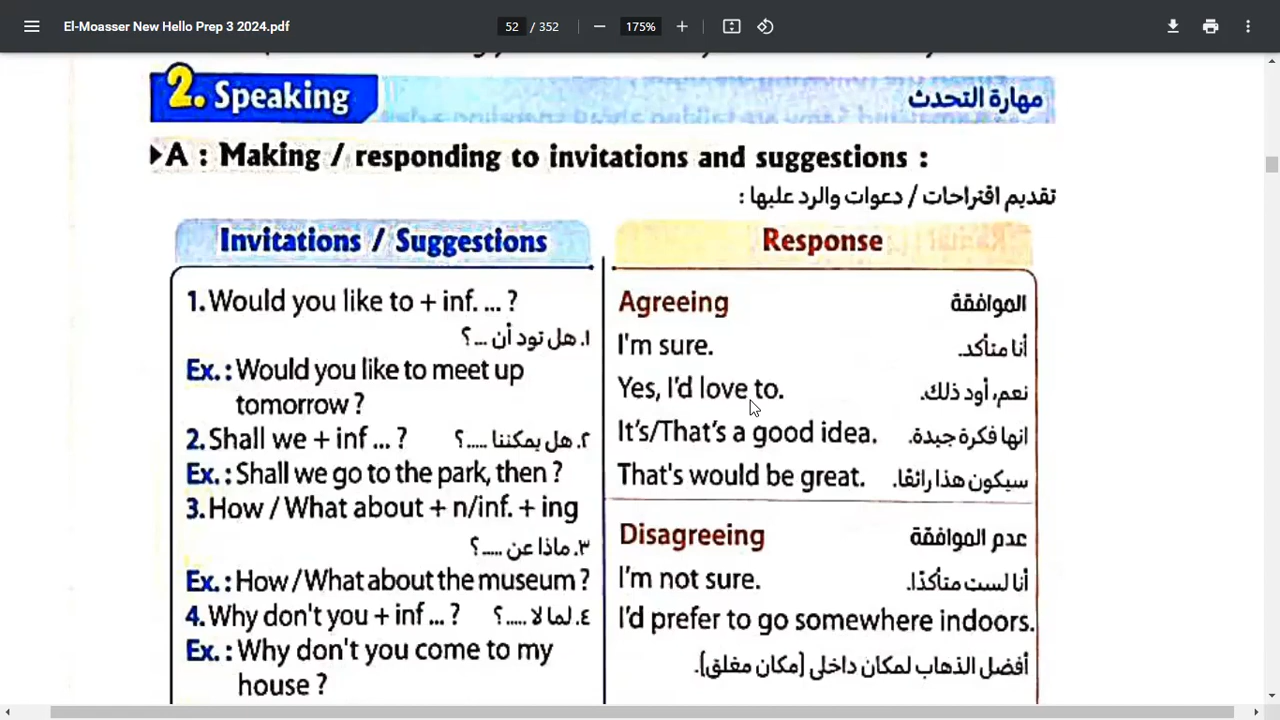 El-Moasser New Hello Prep 3 2024.pdf
52 / 352
175%
2. Speaking
مهارة التحدث
A : Making / responding to invitations and suggestions :
تقديم اقتراحات / دعوات والرد عليها :
Invitations / Suggestions
1. Would you like to + inf. ... ?
١. هل تود أن ...؟
Ex. : Would you like to meet up
tomorrow ?
2. Shall we + inf ... ? ٢. هل يمكننا .....؟
Ex. : Shall we go to the park, then ?
3. How / What about + n/inf. + ing
٣. ماذا عن .....؟
Ex. : How / What about the museum ?
4. Why don't you + inf ... ? ٤. لما لا .....؟
Ex. : Why don't you come to my
house ?
Response
Agreeing الموافقة
I'm sure. أنا متأكد.
Yes, I'd love to. نعم، أود ذلك.
It's/That's a good idea. انها فكرة جيدة.
That's would be great. سيكون هذا رائعًا.
Disagreeing عدم الموافقة
I'm not sure. أنا لست متأكدًا.
I'd prefer to go somewhere indoors.
أفضل الذهاب لمكان داخلى [مكان مغلق].